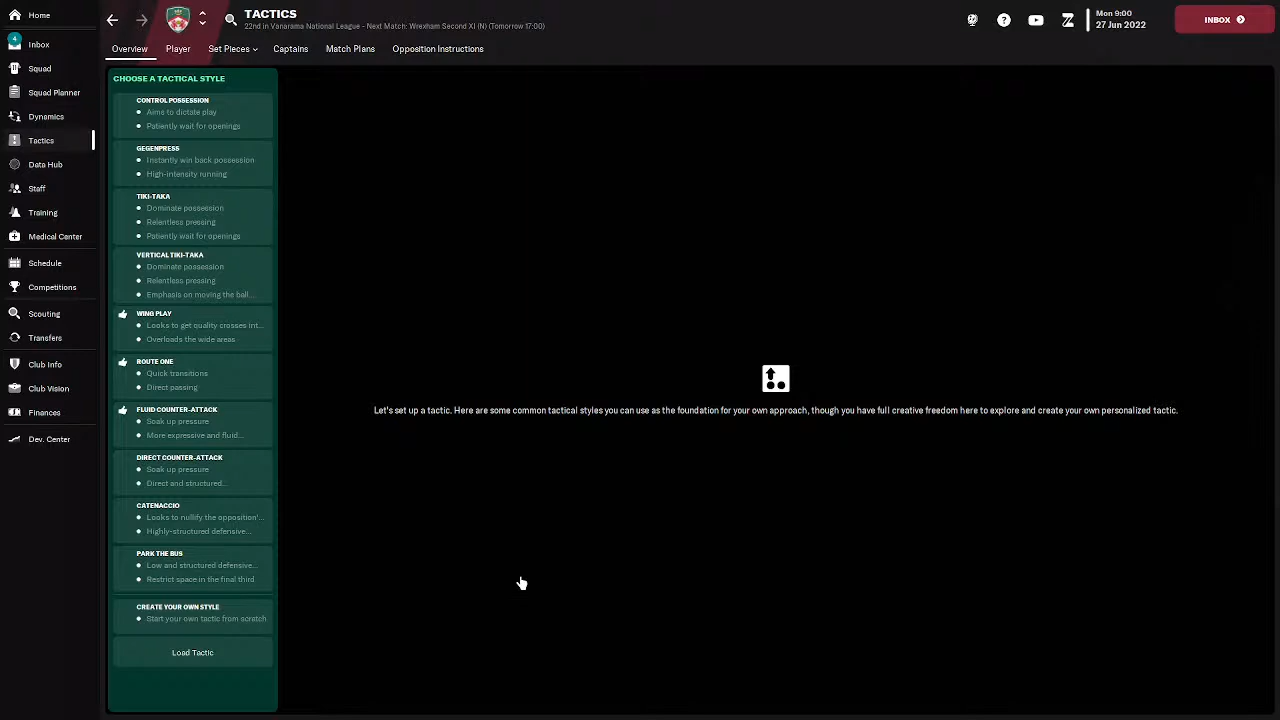 Home
4
Inbox
Squad
Squad Planner
Dynamics
Tactics
Data Hub
Staff
Training
Medical Center
Schedule
Competitions
Scouting
Transfers
Club Info
Club Vision
Finances
Dev. Center
TACTICS
22nd in Vanarama National League - Next Match: Wrexham Second XI (N) (Tomorrow 17:00)
Mon 9:00
27 Jun 2022
INBOX
Overview
Player
Set Pieces
Captains
Match Plans
Opposition Instructions
CHOOSE A TACTICAL STYLE
CONTROL POSSESSION
Aims to dictate play
Patiently wait for openings
GEGENPRESS
Instantly win back possession
High-intensity running
TIKI-TAKA
Dominate possession
Relentless pressing
Patiently wait for openings
VERTICAL TIKI-TAKA
Dominate possession
Relentless pressing
Emphasis on moving the ball...
WING PLAY
Looks to get quality crosses int...
Overloads the wide areas
ROUTE ONE
Quick transitions
Direct passing
FLUID COUNTER-ATTACK
Soak up pressure
More expressive and fluid...
DIRECT COUNTER-ATTACK
Soak up pressure
Direct and structured...
CATENACCIO
Looks to nullify the opposition'...
Highly-structured defensive...
PARK THE BUS
Low and structured defensive...
Restrict space in the final third
CREATE YOUR OWN STYLE
Start your own tactic from scratch
Load Tactic
Let's set up a tactic. Here are some common tactical styles you can use as the foundation for your own approach, though you have full creative freedom here to explore and create your own personalized tactic.